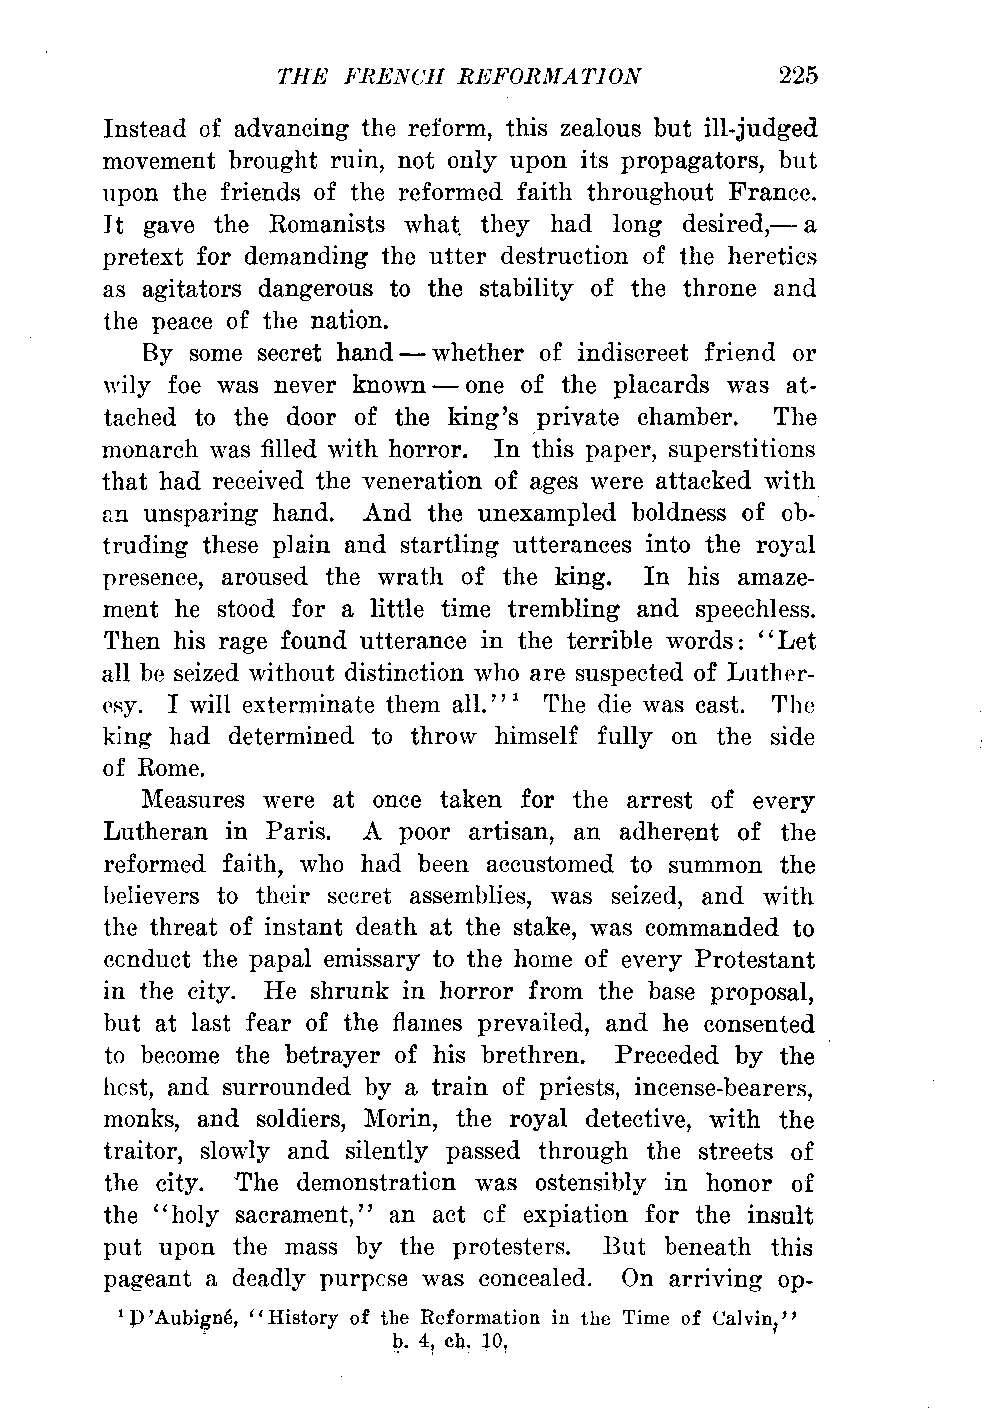 THE FRENCH REFORMATION 225
Instead of advancing the reform, this zealous but ill-judged
movement brought ruin, not only upon its propagators, but
upon the friends of the reformed faith throughout France.
It gave the Romanists what they had long desired,— a
pretext for demanding the utter destruction of the heretics
as agitators dangerous to the stability of the throne and
the peace of the nation.
By some secret hand — whether of indiscreet friend or
wily foe was never known — one of the placards was at-
tached to the door of the king's private chamber. The
monarch was filled with horror. In this paper, superstitions
that had received the veneration of ages were attacked with
an unsparing hand. And the unexampled boldness of ob-
truding these plain and startling utterances into the royal
presence, aroused the wrath of the king. In his amaze-
ment he stood for a little time trembling and speechless.
Then his rage found utterance in the terrible words: ‘‘Let
all be seized without distinction who are suspected of Luther-
esy. I will exterminate them all.’’¹ The die was cast. The
king had determined to throw himself fully on the side
of Rome.
Measures were at once taken for the arrest of every
Lutheran in Paris. A poor artisan, an adherent of the
reformed faith, who had been accustomed to summon the
believers to their secret assemblies, was seized, and with
the threat of instant death at the stake, was commanded to
conduct the papal emissary to the home of every Protestant
in the city. He shrunk in horror from the base proposal,
but at last fear of the flames prevailed, and he consented
to become the betrayer of his brethren. Preceded by the
host, and surrounded by a train of priests, incense-bearers,
monks, and soldiers, Morin, the royal detective, with the
traitor, slowly and silently passed through the streets of
the city. The demonstration was ostensibly in honor of
the ‘‘holy sacrament,’’ an act of expiation for the insult
put upon the mass by the protesters. But beneath this
pageant a deadly purpose was concealed. On arriving op-
¹D'Aubigné, ‘‘History of the Reformation in the Time of Calvin,’’
b. 4, ch. 10.